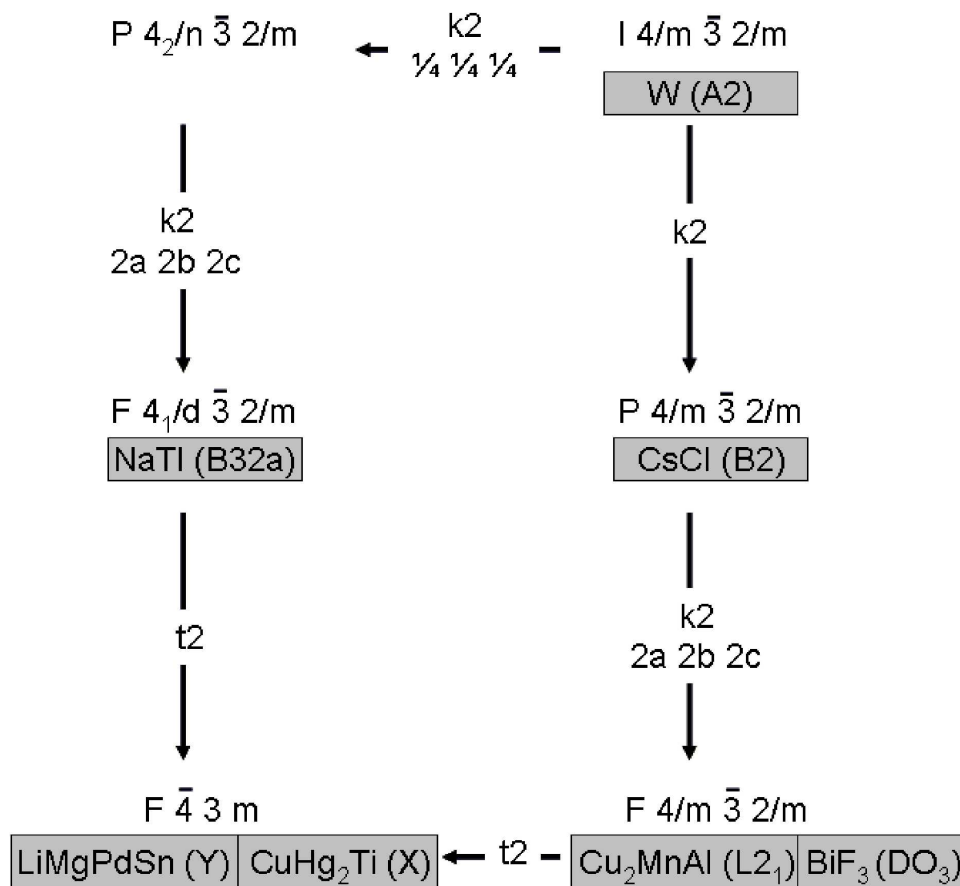 P 4₂/n 3̅ 2/m
k2
¼ ¼ ¼
I 4/m 3̅ 2/m
W (A2)
k2
2a 2b 2c
k2
F 4₁/d 3̅ 2/m
NaTl (B32a)
P 4/m 3̅ 2/m
CsCl (B2)
t2
k2
2a 2b 2c
F 4̅ 3 m
LiMgPdSn (Y)
CuHg₂Ti (X)
t2
F 4/m 3̅ 2/m
Cu₂MnAl (L2₁)
BiF₃ (DO₃)